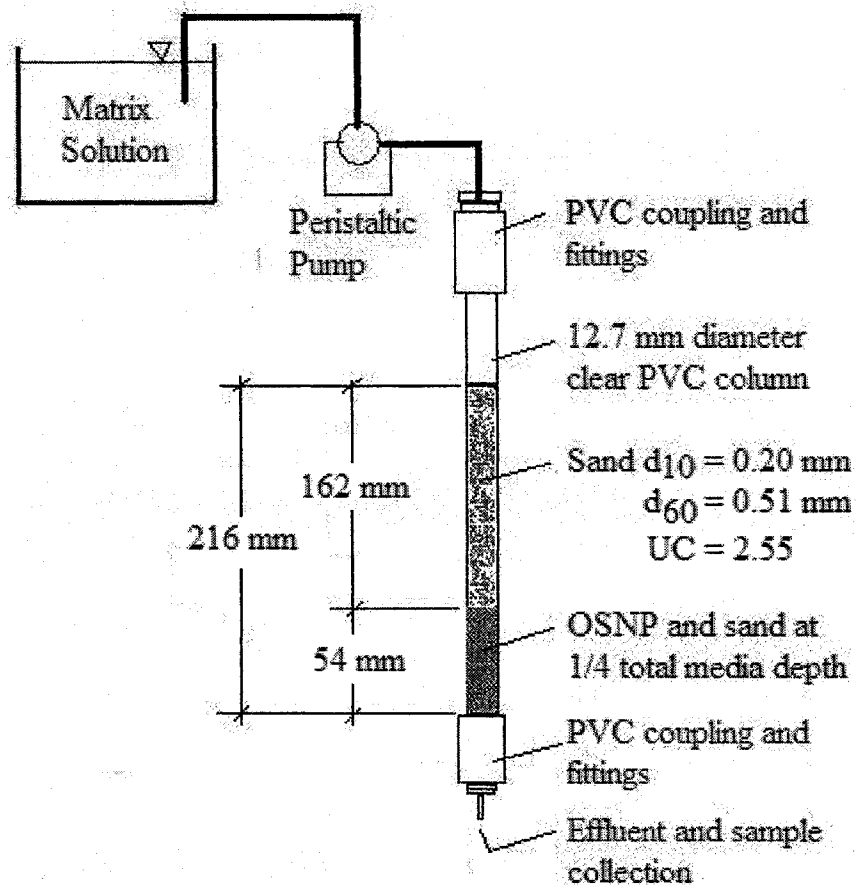 Matrix
Solution
Peristaltic
Pump
PVC coupling and
fittings
12.7 mm diameter
clear PVC column
162 mm
216 mm
Sand d10 = 0.20 mm
d60 = 0.51 mm
UC = 2.55
54 mm
OSNP and sand at
1/4 total media depth
PVC coupling and
fittings
Effluent and sample
collection